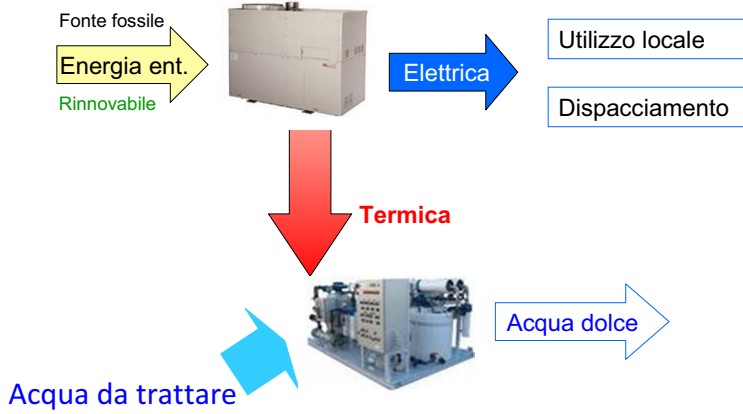 Fonte fossile
Energia ent.
Rinnovabile
Elettrica
Utilizzo locale
Dispacciamento
Termica
Acqua dolce
Acqua da trattare